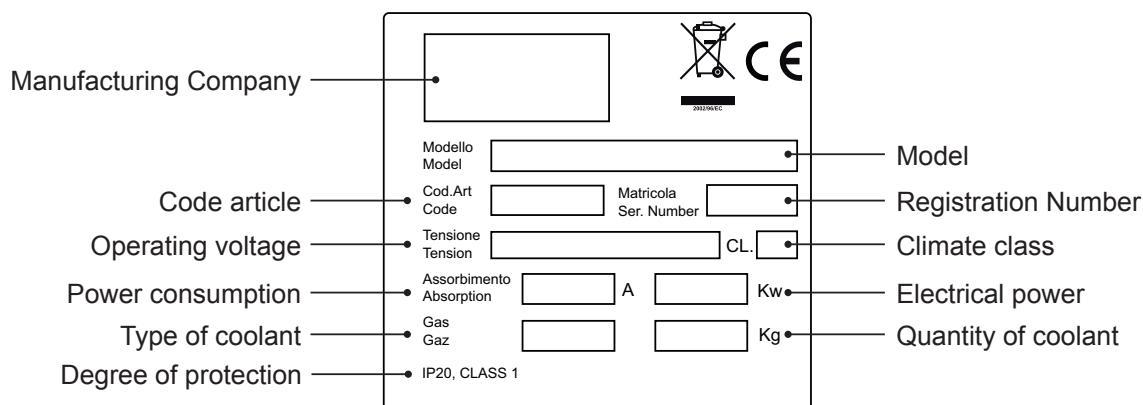 CE
2002/96/EC
Manufacturing Company
Modello
Model
Model
Code article
Cod.Art
Code
Matricola
Ser. Number
Registration Number
Operating voltage
Tensione
Tension
CL.
Climate class
Power consumption
Assorbimento
Absorption
A
Kw
Electrical power
Type of coolant
Gas
Gaz
Kg
Quantity of coolant
Degree of protection
IP20, CLASS 1